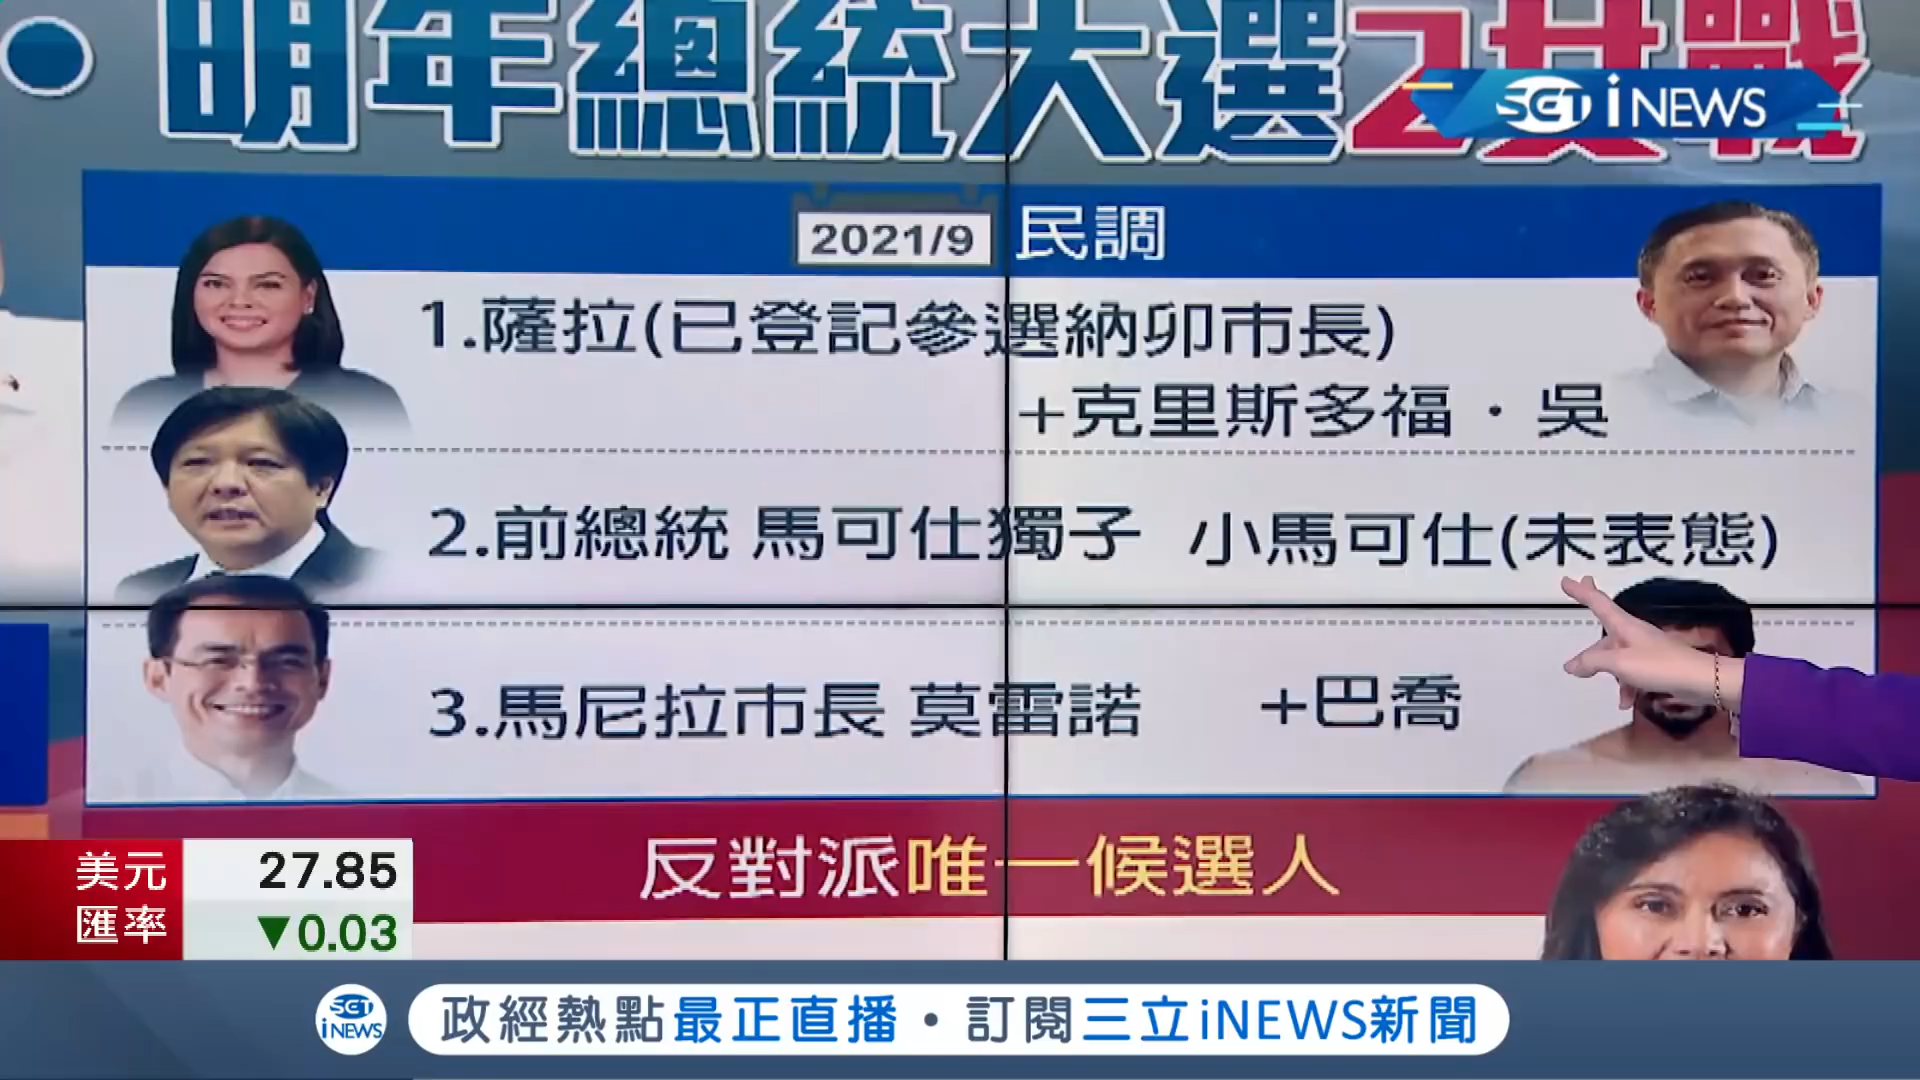 ·明年總統大選2女戰
SET iNEWS
2021/9 民調
1.薩拉(已登記參選納卯市長)
+克里斯多福·吳
2.前總統 馬可仕獨子 小馬可仕(未表態)
3.馬尼拉市長 莫雷諾 +巴喬
反對派唯一候選人
美元 27.85
匯率 ▼0.03
SET iNEWS 政經熱點最正直播·訂閱三立iNEWS新聞